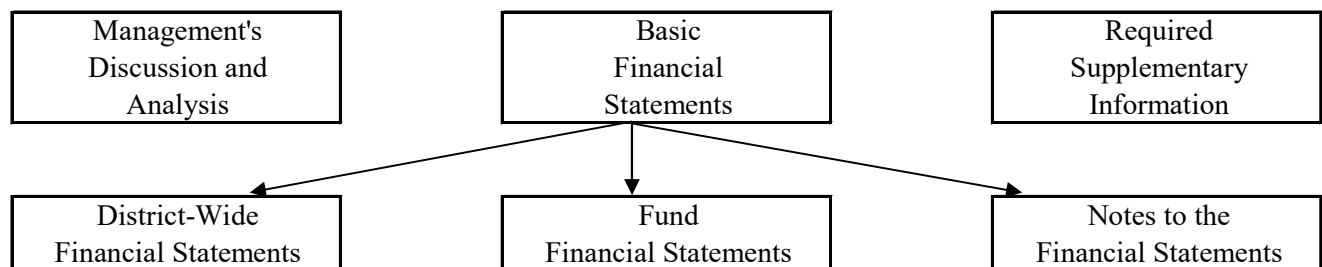 Management's
Discussion and
Analysis
Basic
Financial
Statements
Required
Supplementary
Information
District-Wide
Financial Statements
Fund
Financial Statements
Notes to the
Financial Statements